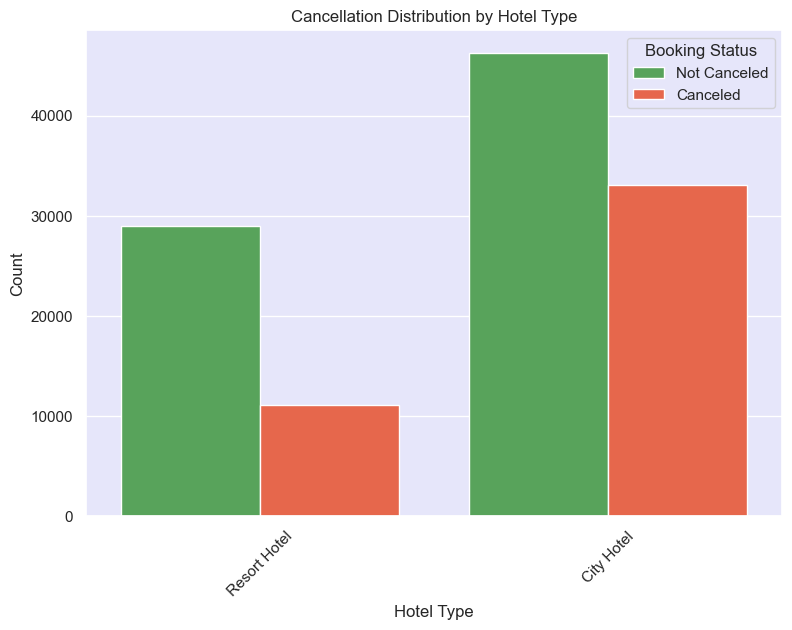 Cancellation Distribution by Hotel Type
Booking Status
Not Canceled
Canceled
Count
40000
30000
20000
10000
0
Resort Hotel
City Hotel
Hotel Type